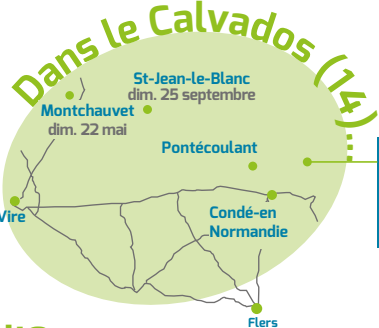 Dans le Calvados (14)...
St-Jean-le-Blanc
dim. 25 septembre
Montchauvet
dim. 22 mai
Pontécoulant
Vire
Condé-en
Normandie
Flers